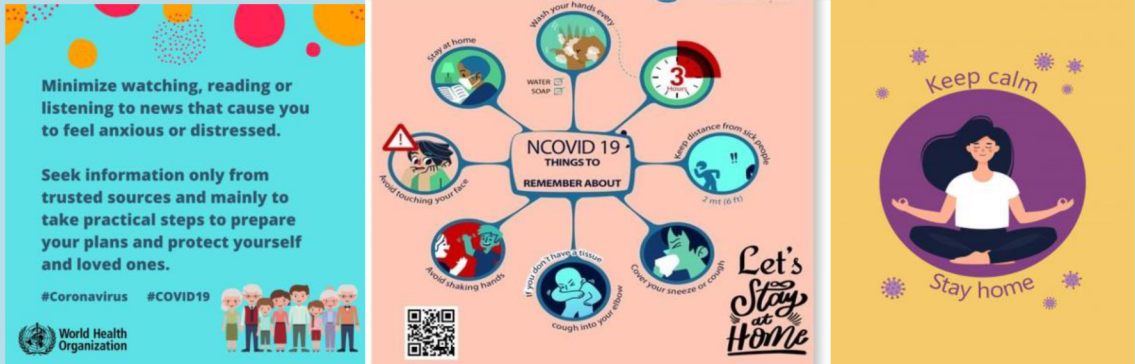 Minimize watching, reading or
listening to news that cause you
to feel anxious or distressed.
Seek information only from
trusted sources and mainly to
take practical steps to prepare
your plans and protect yourself
and loved ones.
#Coronavirus #COVID19
World Health
Organization
Wash your hands every
3
Hours
WATER
SOAP
Stay at home
Keep distance from sick people
2 mt (6 ft)
NCOVID 19
THINGS TO
REMEMBER ABOUT
Avoid touching your face
Avoid shaking hands
If you don't have a tissue
cough into your elbow
Cover your sneeze or cough
Let's
Stay
at
Home
Keep calm
Stay home